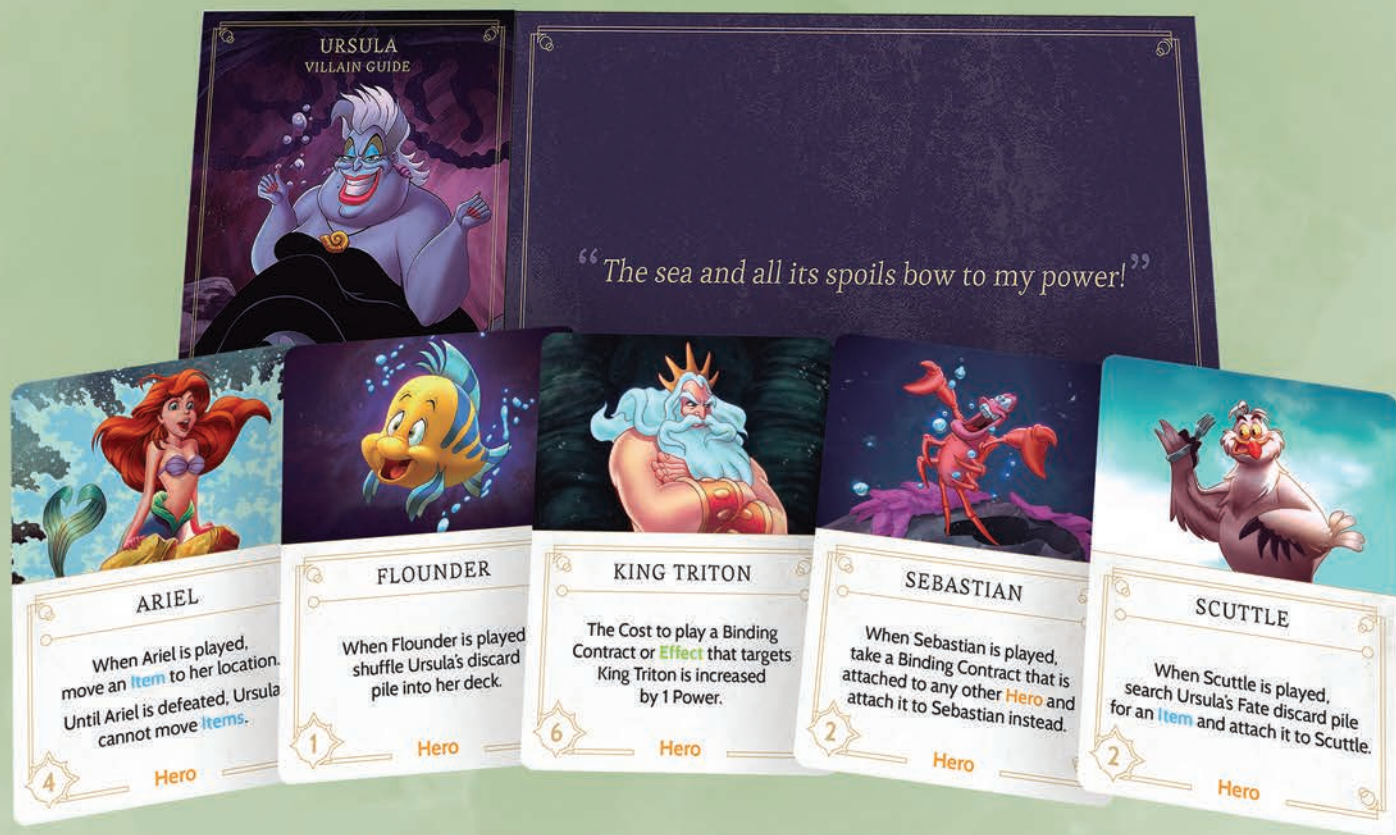 URSULA
VILLAIN GUIDE
“The sea and all its spoils bow to my power!”
ARIEL
When Ariel is played,
move an Item to her location.
Until Ariel is defeated, Ursula
cannot move Items.
4
Hero
FLOUNDER
When Flounder is played
shuffle Ursula's discard
pile into her deck.
1
Hero
KING TRITON
The Cost to play a Binding
Contract or Effect that targets
King Triton is increased
by 1 Power.
6
Hero
SEBASTIAN
When Sebastian is played,
take a Binding Contract that is
attached to any other Hero and
attach it to Sebastian instead.
2
Hero
SCUTTLE
When Scuttle is played,
search Ursula's Fate discard pile
for an Item and attach it to Scuttle.
2
Hero